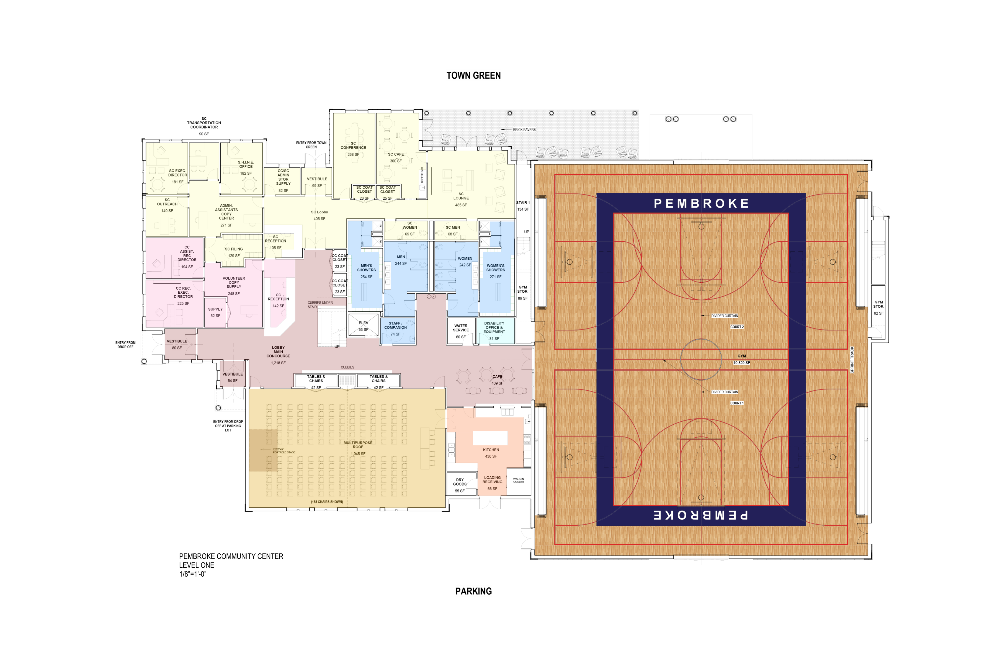 TOWN GREEN
SC
TRANSPORTATION
COORDINATOR
90 SF
ENTRY FROM TOWN
GREEN
BRICK PAVERS
SC EXEC.
DIRECTOR
181 SF
S.H.I.N.E.
OFFICE
182 SF
CC/SC
ADMIN
STOR
SUPPLY
82 SF
VESTIBULE
69 SF
SC
CONFERENCE
268 SF
SC CAFE
300 SF
COFFEE BAR
SC COAT
CLOSET
23 SF
SC COAT
CLOSET
25 SF
SC
LOUNGE
485 SF
STAIR 1
134 SF
UP
SC
OUTREACH
140 SF
ADMIN.
ASSISTANTS
COPY
CENTER
271 SF
SC Lobby
405 SF
SC
WOMEN
69 SF
SC MEN
68 SF
SC
RECEPTION
105 SF
SC FILING
129 SF
CC
ASSIST.
REC
DIRECTOR
194 SF
CC COAT
CLOSET
23 SF
CC COAT
CLOSET
23 SF
MEN'S
SHOWERS
254 SF
MEN
244 SF
WOMEN
242 SF
WOMEN'S
SHOWERS
271 SF
GYM
STOR.
89 SF
VOLUNTEER
COPY
SUPPLY
248 SF
CC REC.
EXEC.
DIRECTOR
225 SF
SUPPLY
52 SF
CC
RECEPTION
142 SF
CUBBIES UNDER
STAIR
ELEV
53 SF
STAFF /
COMPANION
74 SF
WATER
SERVICE
60 SF
DISABILITY
OFFICE &
EQUIPMENT
81 SF
ENTRY FROM
DROP OFF
VESTIBULE
80 SF
LOBBY
MAIN
CONCOURSE
1,218 SF
UP
CUBBIES
VESTIBULE
54 SF
TABLES &
CHAIRS
42 SF
TABLES &
CHAIRS
42 SF
CAFE
409 SF
ENTRY FROM DROP
OFF AT PARKING
LOT
12'X8'X8"
PORTABLE STAGE
MULTIPURPOSE
ROOF
1,945 SF
(168 CHAIRS SHOWN)
KITCHEN
430 SF
DRY
GOODS
55 SF
LOADING
RECEIVING
66 SF
WALK-IN
COOLER
PEMBROKE
DIVIDER CURTAIN
COURT 2
GYM
10,829 SF
SPRINT TRACK
DIVIDER CURTAIN
COURT 1
PEMBROKE
GYM
STOR.
62 SF
PEMBROKE COMMUNITY CENTER
LEVEL ONE
1/8"=1'-0"
PARKING